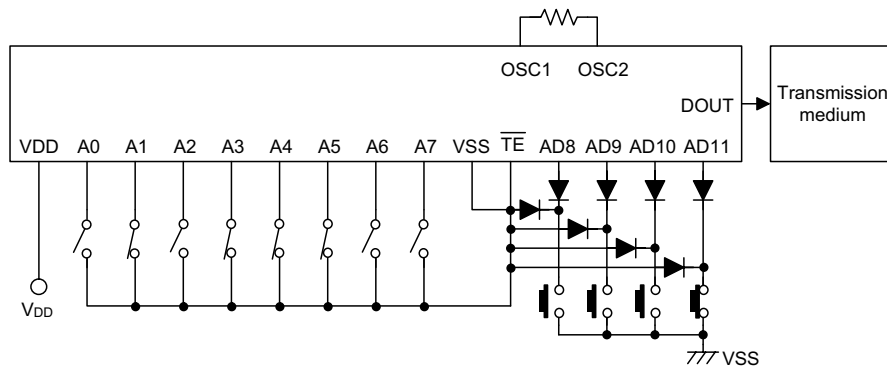 OSC1 OSC2
DOUT
Transmission
medium
VDD A0 A1 A2 A3 A4 A5 A6 A7 VSS TE AD8 AD9 AD10 AD11
VDD
VSS